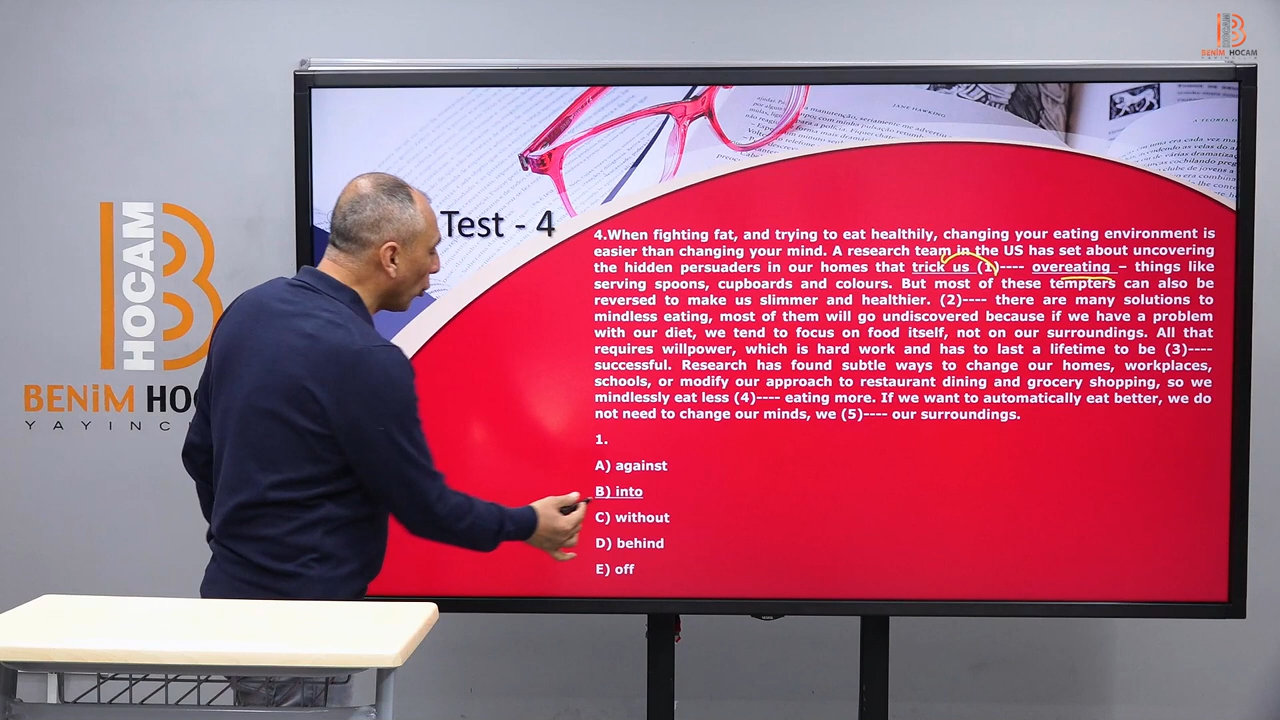 BENİM HOCAM
YAYINCILIK
JANE HAWKING
Test - 4
4.When fighting fat, and trying to eat healthily, changing your eating environment is
easier than changing your mind. A research team in the US has set about uncovering
the hidden persuaders in our homes that trick us (1)---- overeating – things like
serving spoons, cupboards and colours. But most of these tempters can also be
reversed to make us slimmer and healthier. (2)---- there are many solutions to
mindless eating, most of them will go undiscovered because if we have a problem
with our diet, we tend to focus on food itself, not on our surroundings. All that
requires willpower, which is hard work and has to last a lifetime to be (3)----
successful. Research has found subtle ways to change our homes, workplaces,
schools, or modify our approach to restaurant dining and grocery shopping, so we
mindlessly eat less (4)---- eating more. If we want to automatically eat better, we do
not need to change our minds, we (5)---- our surroundings.
1.
A) against
B) into
C) without
D) behind
E) off
HOCAM
BENİM HO
YAYINC